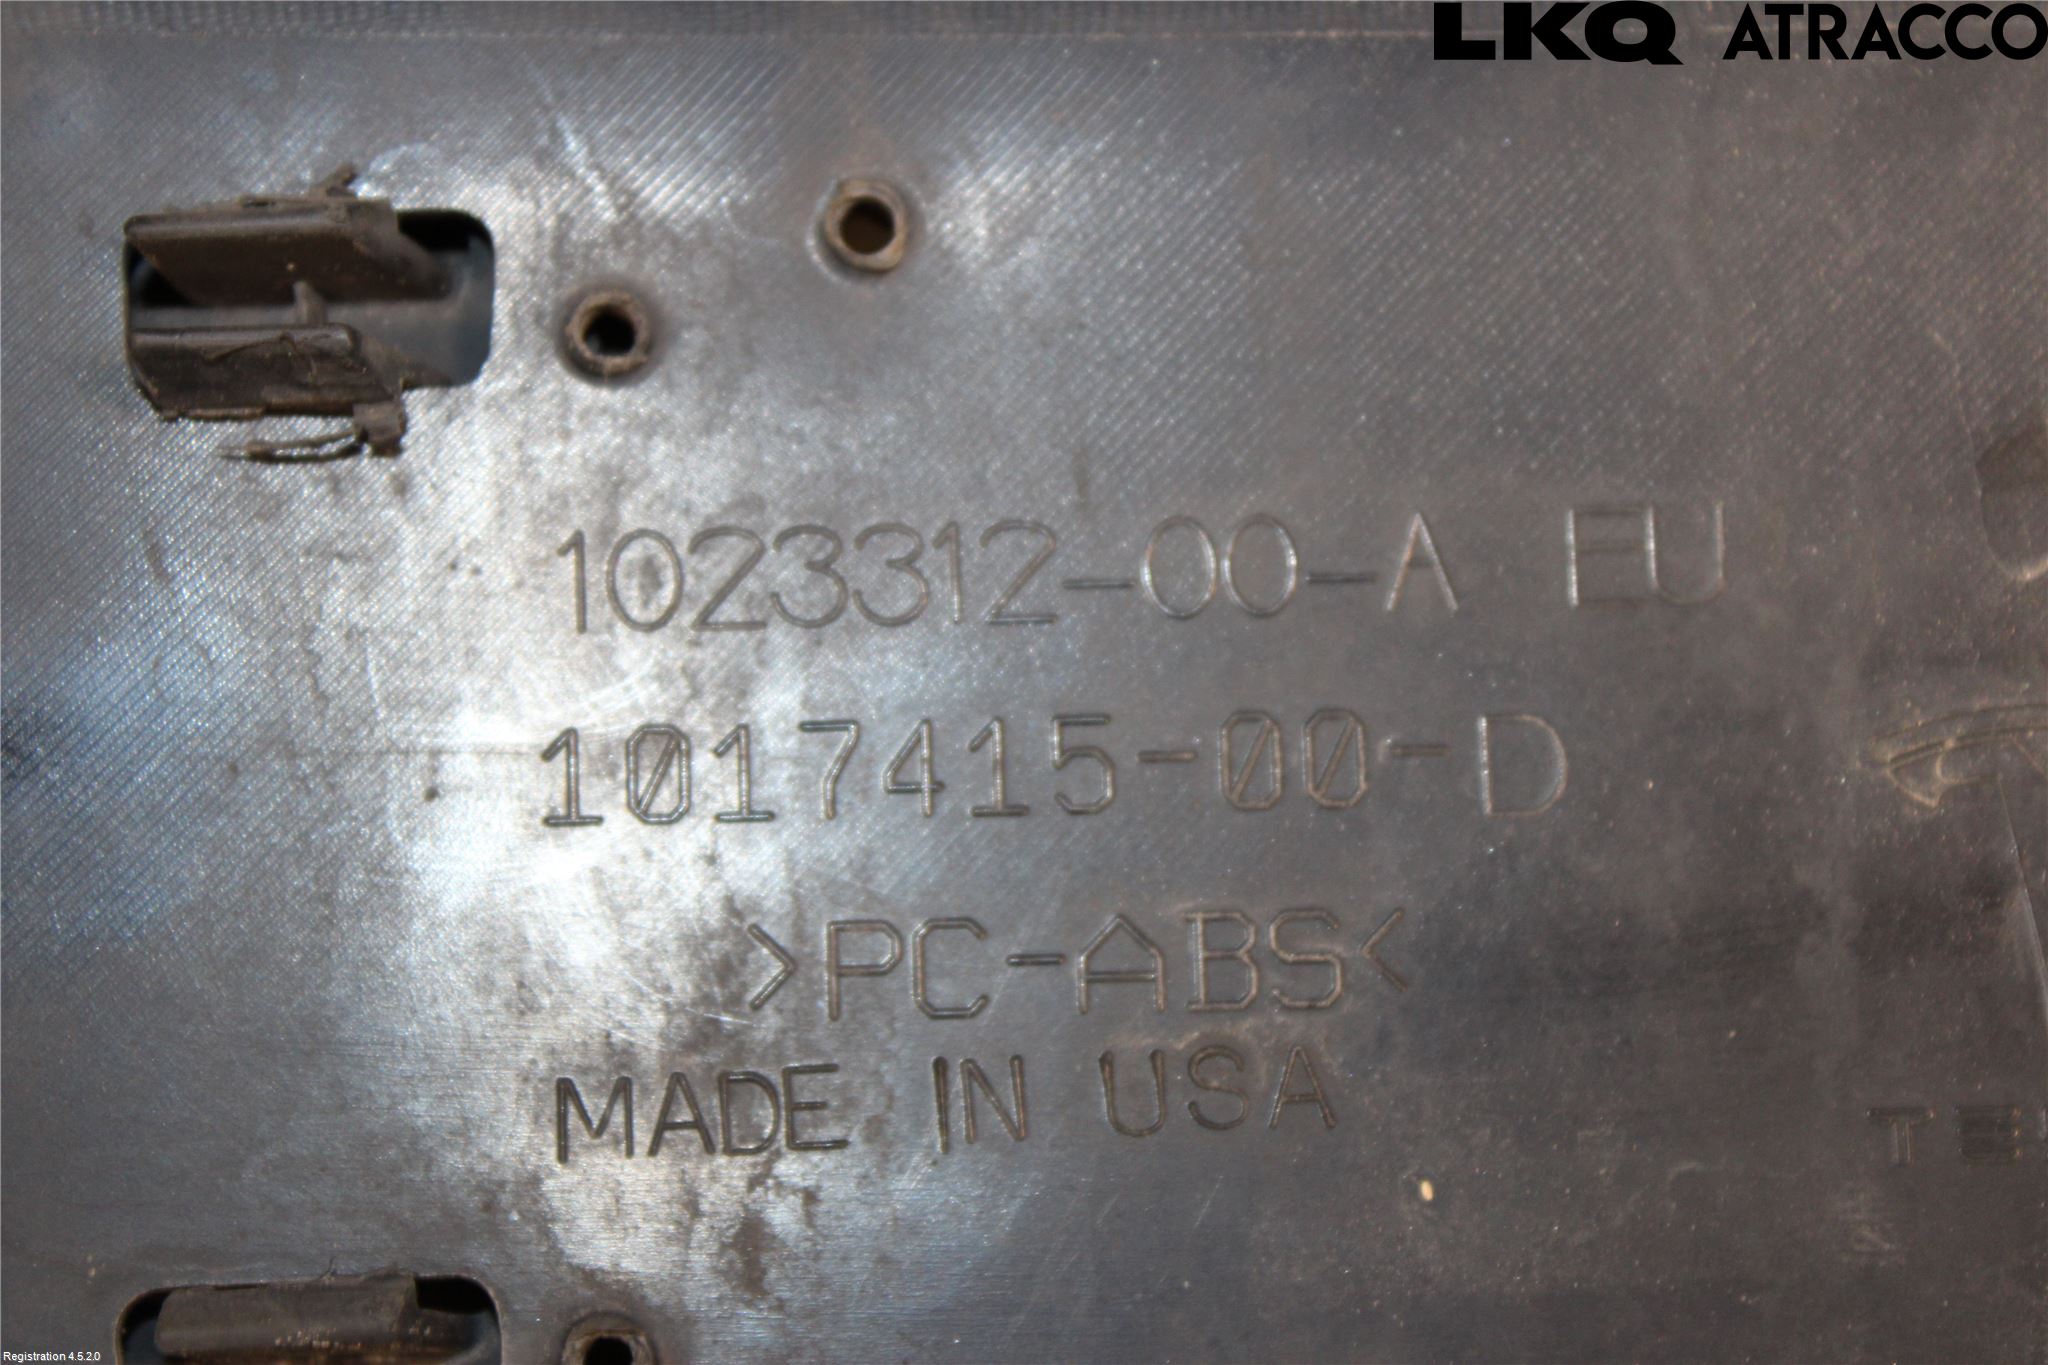 LKQ ATRACCO
1023312-00-A EU
1017415-00-D
>PC-ABS<
MADE IN USA
Registration 4.5.2.0